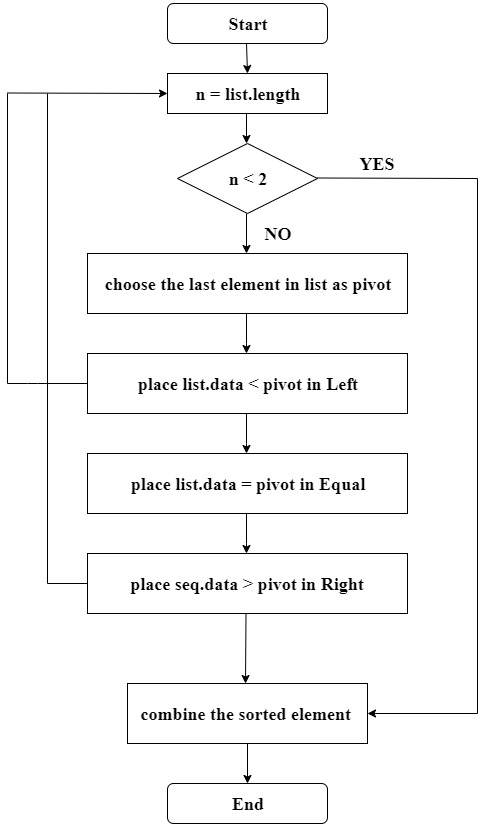 Start
n = list.length
n < 2
YES
NO
choose the last element in list as pivot
place list.data < pivot in Left
place list.data = pivot in Equal
place seq.data > pivot in Right
combine the sorted element
End